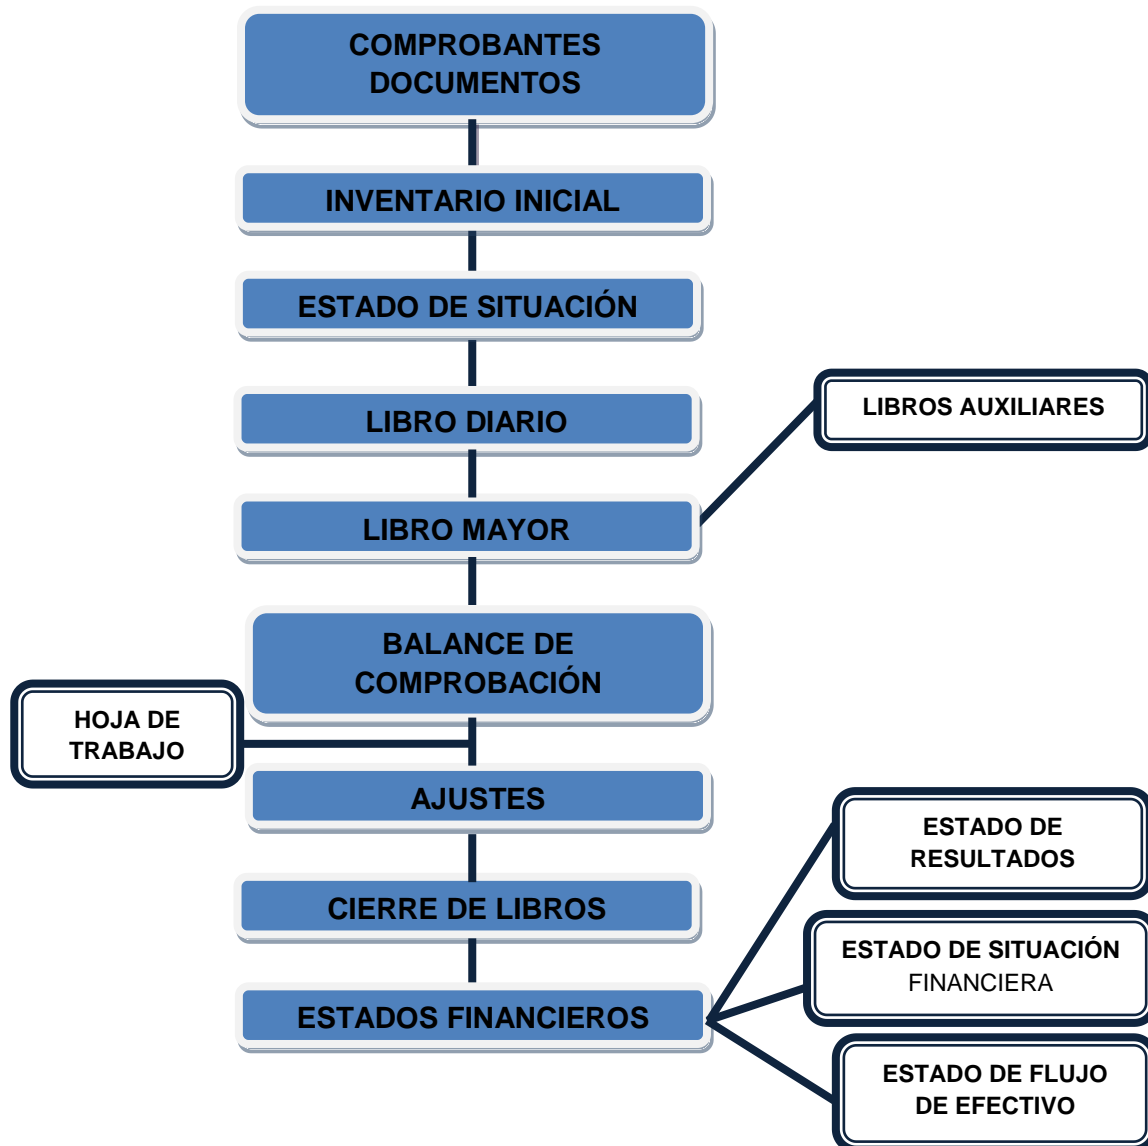 COMPROBANTES
DOCUMENTOS
INVENTARIO INICIAL
ESTADO DE SITUACIÓN
LIBRO DIARIO
LIBROS AUXILIARES
LIBRO MAYOR
BALANCE DE
COMPROBACIÓN
HOJA DE
TRABAJO
AJUSTES
CIERRE DE LIBROS
ESTADOS FINANCIEROS
ESTADO DE
RESULTADOS
ESTADO DE SITUACIÓN
FINANCIERA
ESTADO DE FLUJO
DE EFECTIVO